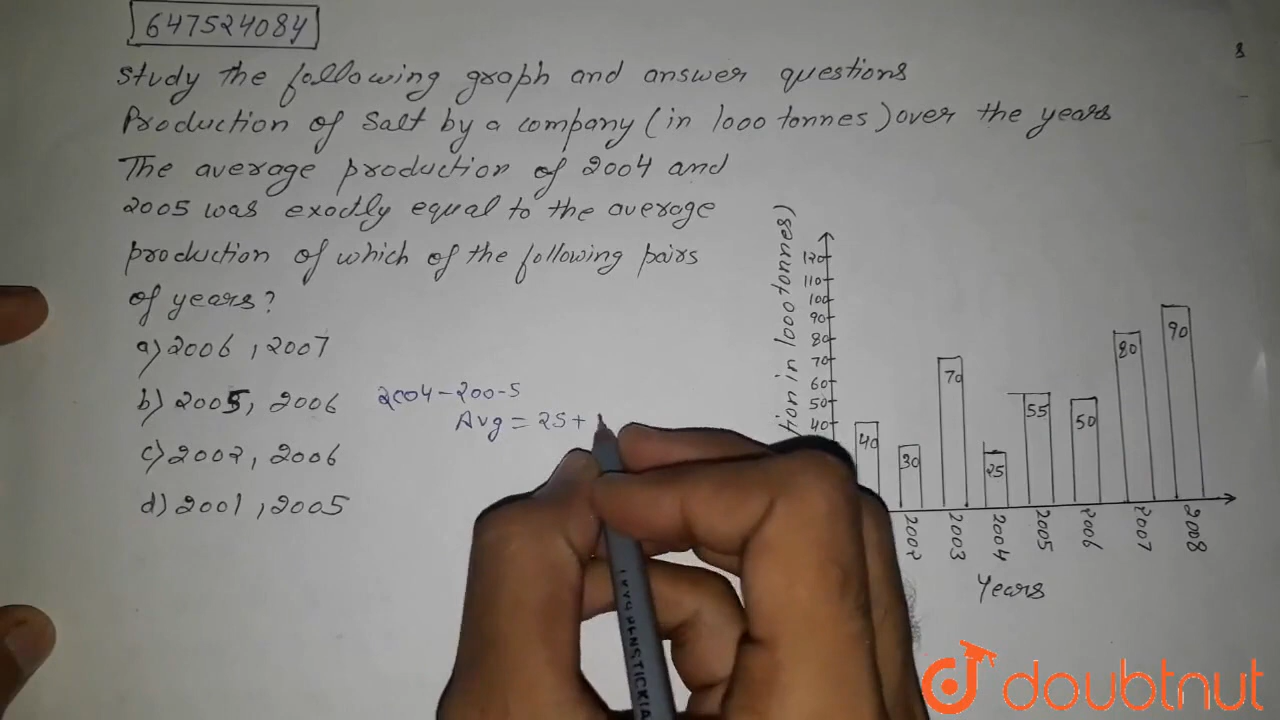 647524084
Study the following graph and answer questions
Production of Salt by a company (in 1000 tonnes) over the years
The average production of 2004 and
2005 was exactly equal to the average
production of which of the following pairs
of years?
a) 2006, 2007
b) 2005, 2006
c) 2002, 2006
d) 2001, 2005
2004-2005
Avg = 25+
in 1000 tonnes)
120
110
100
90
80
70
60
50
40
40
30
70
25
55
50
80
90
2002
2003
2004
2005
2006
2007
2008
Years
doubtnut